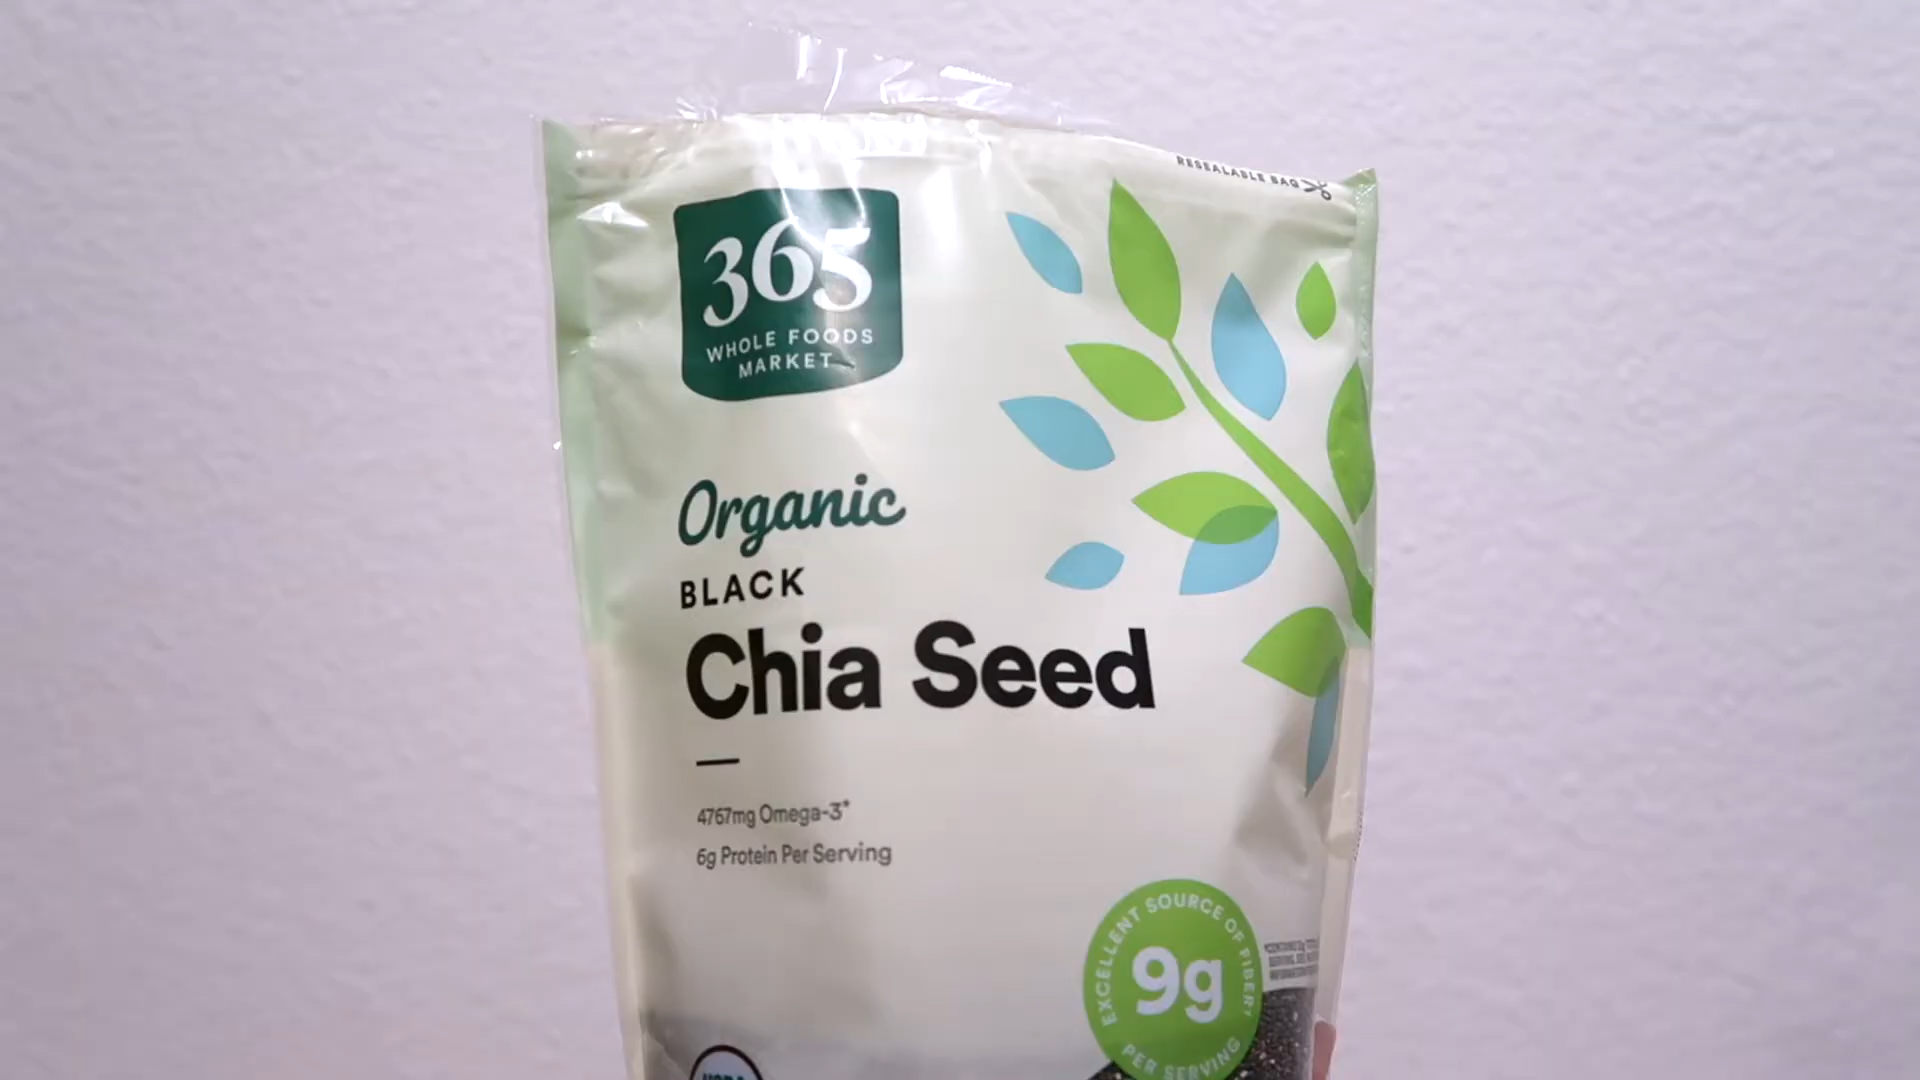 RESEALABLE BAG
365
WHOLE FOODS
MARKET
Organic
BLACK
Chia Seed
4767mg Omega-3*
6g Protein Per Serving
EXCELLENT SOURCE OF FIBER†
9g
PER SERVING
USDA